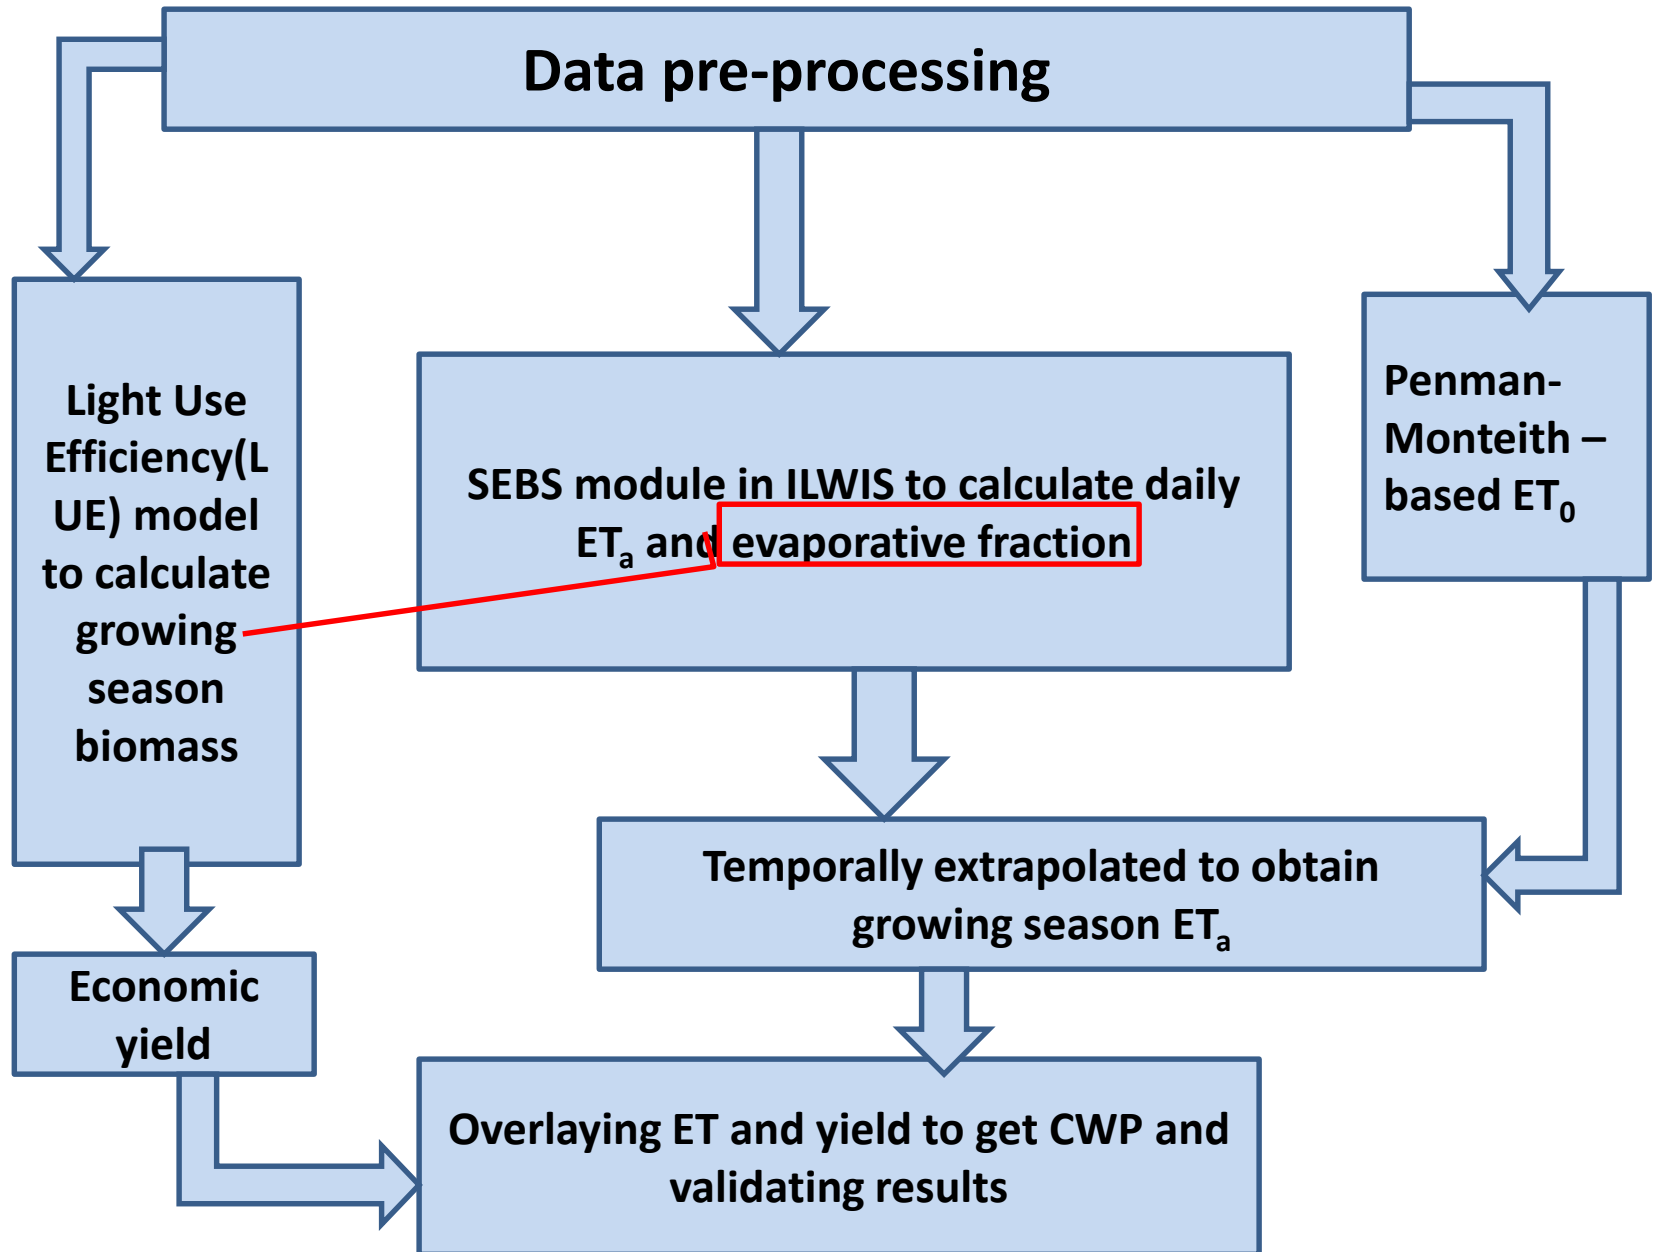 Data pre-processing
Light Use
Efficiency(L
UE) model
to calculate
growing
season
biomass
SEBS module in ILWIS to calculate daily
ETₐ and evaporative fraction
Penman-
Monteith –
based ET₀
Temporally extrapolated to obtain
growing season ETₐ
Economic
yield
Overlaying ET and yield to get CWP and
validating results